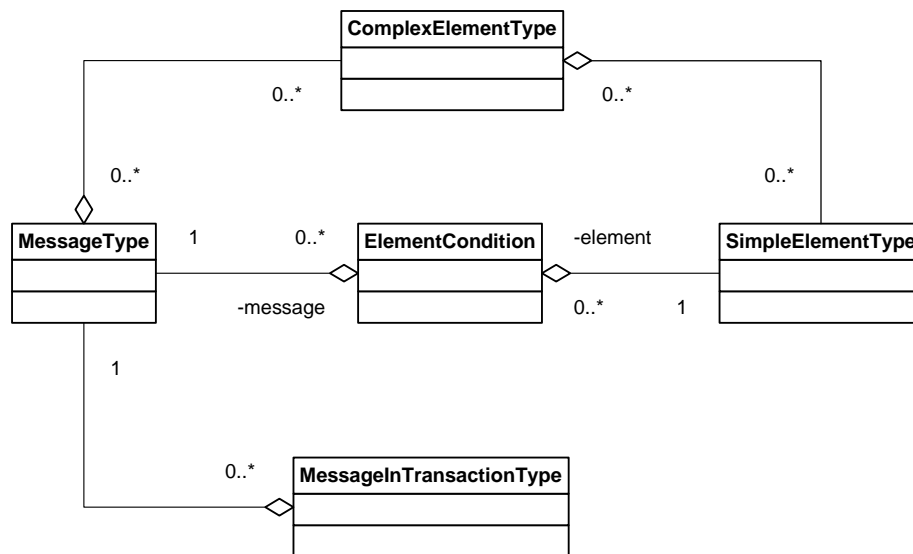 ComplexElementType
0..*
0..*
0..*
0..*
MessageType
1
0..*
ElementCondition
-element
SimpleElementType
-message
0..*
1
1
0..*
MessageInTransactionType